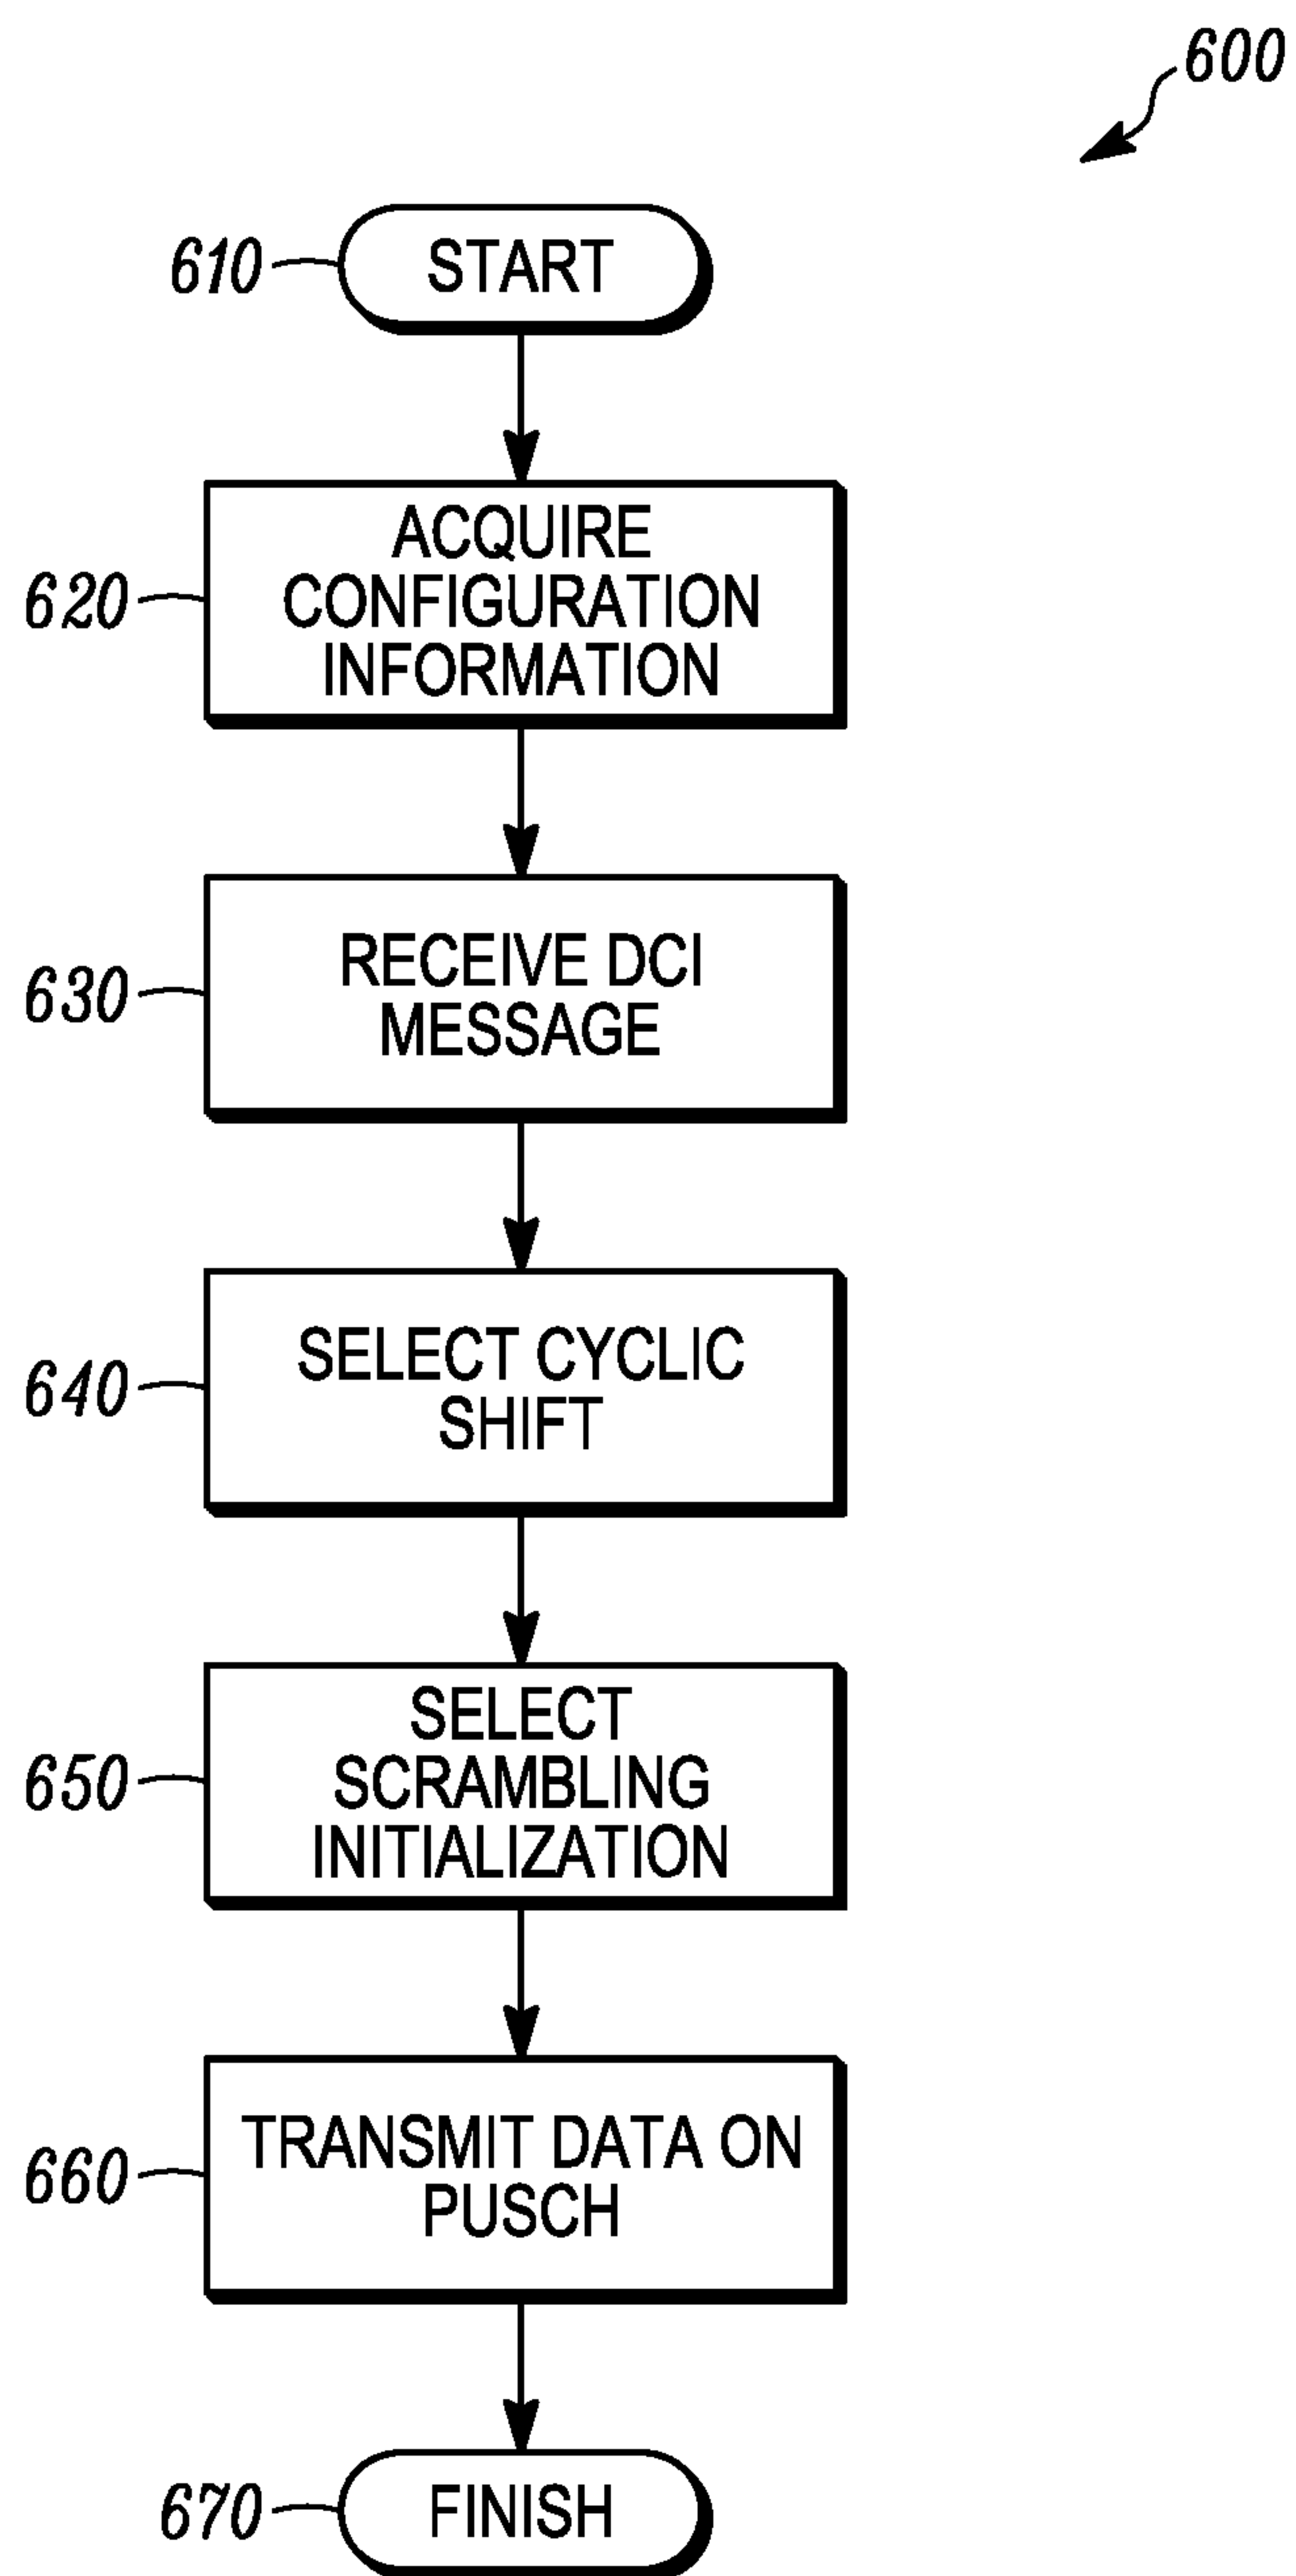 600
610
START
ACQUIRE
620
CONFIGURATION
INFORMATION
RECEIVE DCI
630
MESSAGE
SELECT CYCLIC
640
SHIFT
SELECT
650
SCRAMBLING
INITIALIZATION
TRANSMIT DATA ON
660
PUSCH
670
FINISH